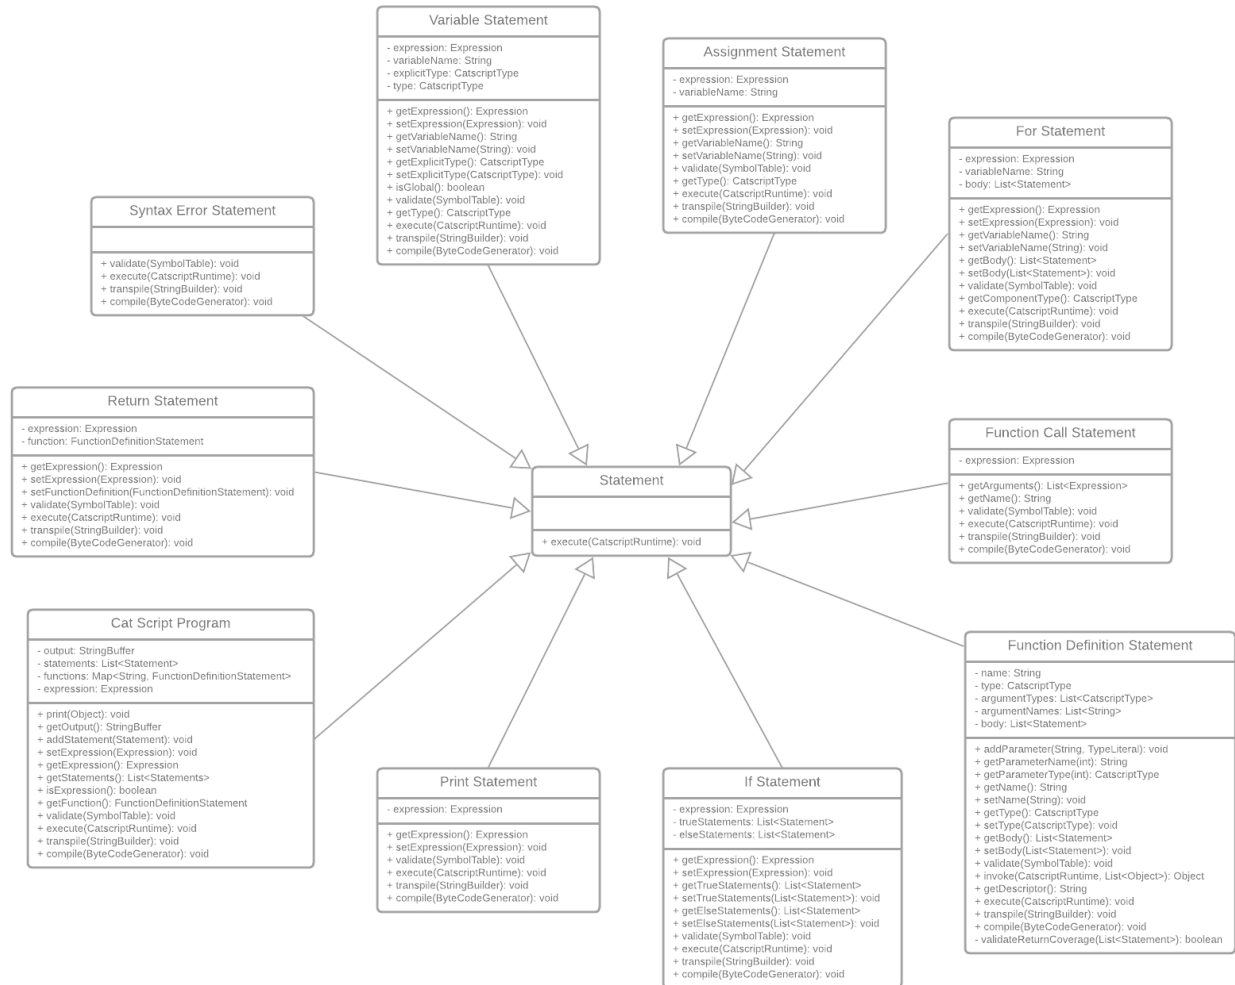 Variable Statement
- expression: Expression
- variableName: String
- explicitType: CatscriptType
- type: CatscriptType
+ getExpression(): Expression
+ setExpression(Expression): void
+ getVariableName(): String
+ setVariableName(String): void
+ getExplicitType(): CatscriptType
+ setExplicitType(CatscriptType): void
+ isGlobal(): boolean
+ validate(SymbolTable): void
+ getType(): CatscriptType
+ execute(CatscriptRuntime): void
+ transpile(StringBuilder): void
+ compile(ByteCodeGenerator): void
Assignment Statement
- expression: Expression
- variableName: String
+ getExpression(): Expression
+ setExpression(Expression): void
+ getVariableName(): String
+ setVariableName(String): void
+ validate(SymbolTable): void
+ getType(): CatscriptType
+ execute(CatscriptRuntime): void
+ transpile(StringBuilder): void
+ compile(ByteCodeGenerator): void
For Statement
- expression: Expression
- variableName: String
- body: List<Statement>
+ getExpression(): Expression
+ setExpression(Expression): void
+ getVariableName(): String
+ setVariableName(String): void
+ getBody(): List<Statement>
+ setBody(List<Statement>): void
+ validate(SymbolTable): void
+ getComponentType(): CatscriptType
+ execute(CatscriptRuntime): void
+ transpile(StringBuilder): void
+ compile(ByteCodeGenerator): void
Syntax Error Statement
+ validate(SymbolTable): void
+ execute(CatscriptRuntime): void
+ transpile(StringBuilder): void
+ compile(ByteCodeGenerator): void
Return Statement
- expression: Expression
- function: FunctionDefinitionStatement
+ getExpression(): Expression
+ setExpression(Expression): void
+ setFunctionDefinition(FunctionDefinitionStatement): void
+ validate(SymbolTable): void
+ execute(CatscriptRuntime): void
+ transpile(StringBuilder): void
+ compile(ByteCodeGenerator): void
Statement
+ execute(CatscriptRuntime): void
Function Call Statement
- expression: Expression
+ getArguments(): List<Expression>
+ getName(): String
+ validate(SymbolTable): void
+ execute(CatscriptRuntime): void
+ transpile(StringBuilder): void
+ compile(ByteCodeGenerator): void
Cat Script Program
- output: StringBuffer
- statements: List<Statement>
- functions: Map<String, FunctionDefinitionStatement>
- expression: Expression
+ print(Object): void
+ getOutput(): StringBuffer
+ addStatement(Statement): void
+ setExpression(Expression): void
+ getExpression(): Expression
+ getStatements(): List<Statements>
+ isExpression(): boolean
+ getFunction(): FunctionDefinitionStatement
+ validate(SymbolTable): void
+ execute(CatscriptRuntime): void
+ transpile(StringBuilder): void
+ compile(ByteCodeGenerator): void
Print Statement
- expression: Expression
+ getExpression(): Expression
+ setExpression(Expression): void
+ validate(SymbolTable): void
+ execute(CatscriptRuntime): void
+ transpile(StringBuilder): void
+ compile(ByteCodeGenerator): void
If Statement
- expression: Expression
- trueStatements: List<Statement>
- elseStatements: List<Statement>
+ getExpression(): Expression
+ setExpression(Expression): void
+ getTrueStatements(): List<Statement>
+ setTrueStatements(List<Statement>): void
+ getElseStatements(): List<Statement>
+ setElseStatements(List<Statement>): void
+ validate(SymbolTable): void
+ execute(CatscriptRuntime): void
+ transpile(StringBuilder): void
+ compile(ByteCodeGenerator): void
Function Definition Statement
- name: String
- type: CatscriptType
- argumentTypes: List<CatscriptType>
- argumentNames: List<String>
- body: List<Statement>
+ addParameter(String, TypeLiteral): void
+ getParameterName(int): String
+ getParameterType(int): CatscriptType
+ getName(): String
+ setName(String): void
+ getType(): CatscriptType
+ setType(CatscriptType): void
+ getBody(): List<Statement>
+ setBody(List<Statement>): void
+ validate(SymbolTable): void
+ invoke(CatscriptRuntime, List<Object>): Object
+ getDescriptor(): String
+ execute(CatscriptRuntime): void
+ transpile(StringBuilder): void
+ compile(ByteCodeGenerator): void
- validateReturnCoverage(List<Statement>): boolean